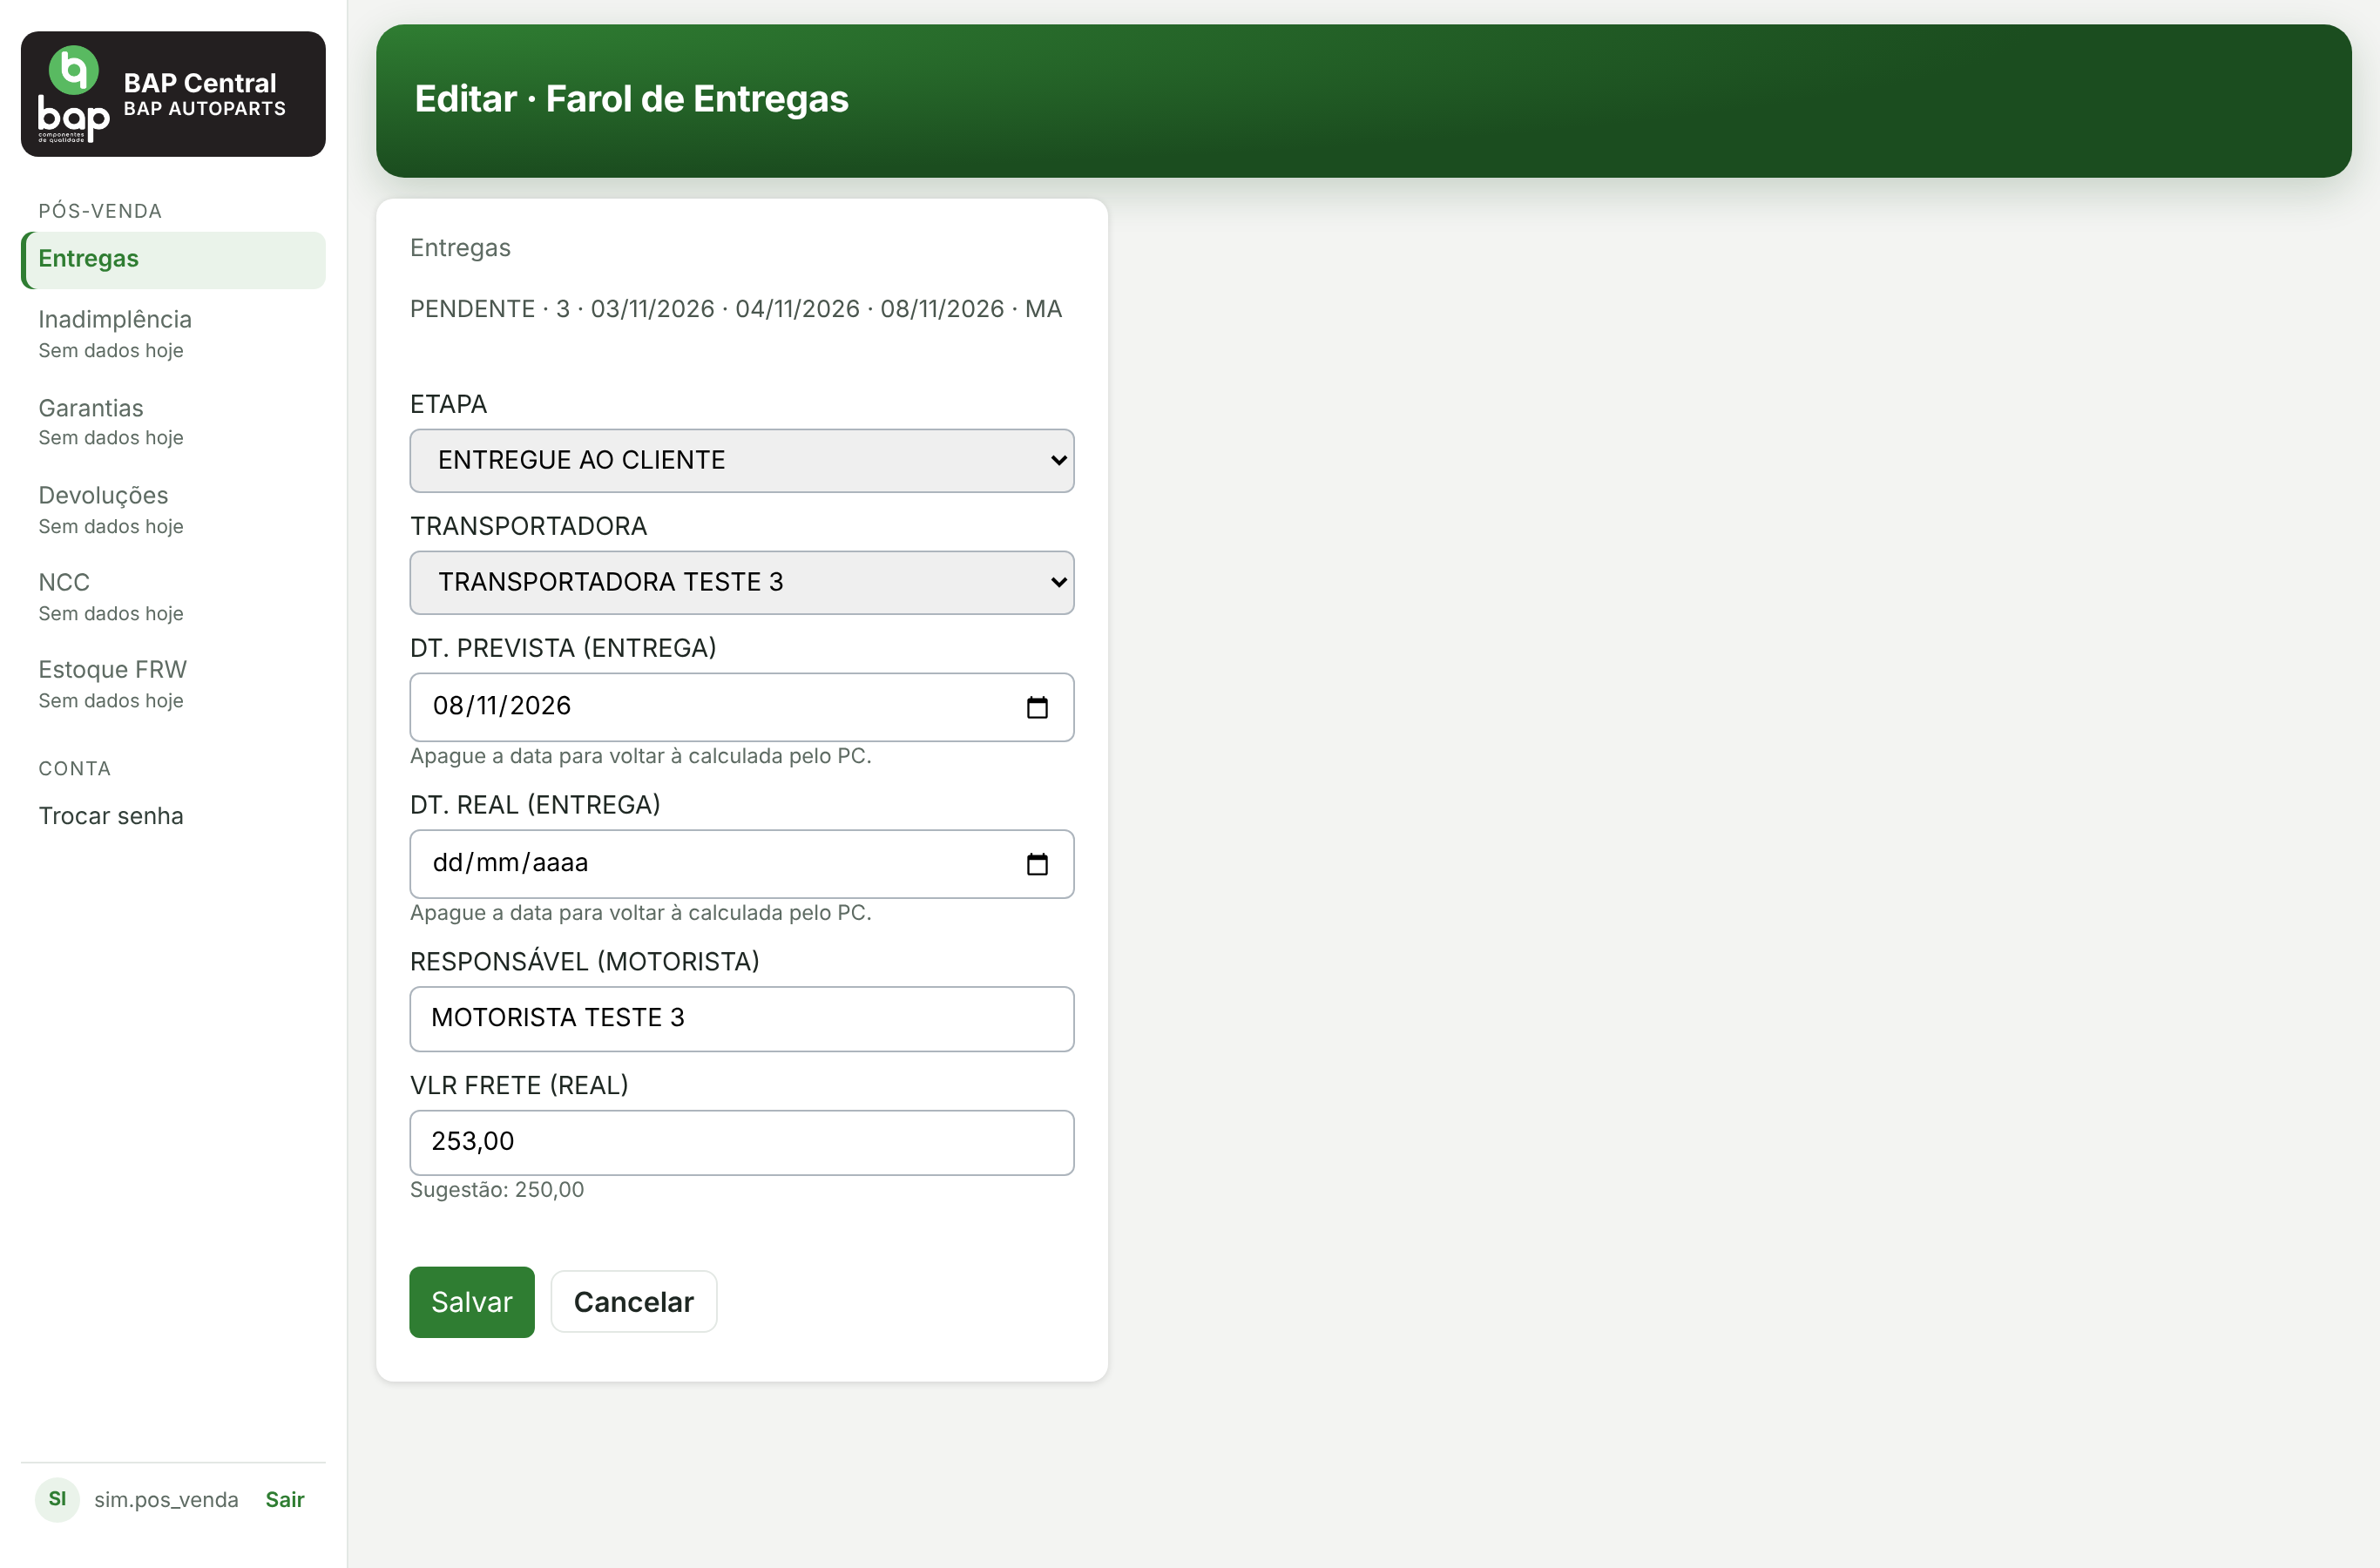 bap
componentes
de qualidade
BAP Central
BAP AUTOPARTS
PÓS-VENDA
Entregas
Inadimplência
Sem dados hoje
Garantias
Sem dados hoje
Devoluções
Sem dados hoje
NCC
Sem dados hoje
Estoque FRW
Sem dados hoje
CONTA
Trocar senha
SI
sim.pos_venda
Sair
Editar · Farol de Entregas
Entregas
PENDENTE · 3 · 03/11/2026 · 04/11/2026 · 08/11/2026 · MA
ETAPA
ENTREGUE AO CLIENTE
TRANSPORTADORA
TRANSPORTADORA TESTE 3
DT. PREVISTA (ENTREGA)
08/11/2026
Apague a data para voltar à calculada pelo PC.
DT. REAL (ENTREGA)
dd/mm/aaaa
Apague a data para voltar à calculada pelo PC.
RESPONSÁVEL (MOTORISTA)
MOTORISTA TESTE 3
VLR FRETE (REAL)
253,00
Sugestão: 250,00
Salvar
Cancelar